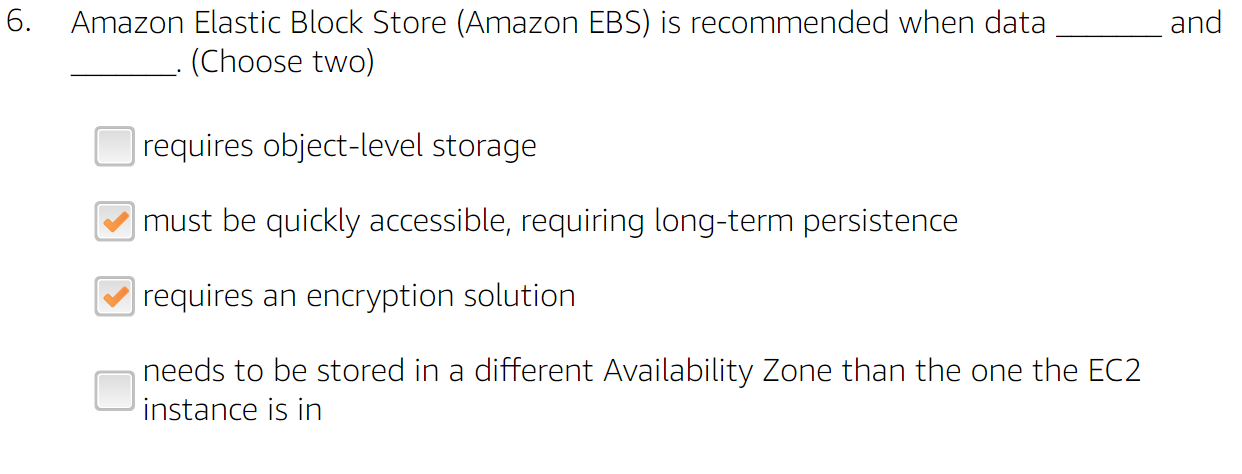 6. Amazon Elastic Block Store (Amazon EBS) is recommended when data _______ and
_______. (Choose two)
requires object-level storage
must be quickly accessible, requiring long-term persistence
requires an encryption solution
needs to be stored in a different Availability Zone than the one the EC2
instance is in